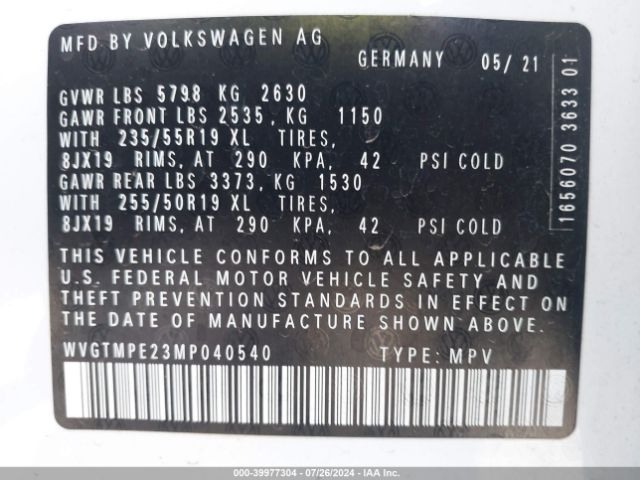 MFD BY VOLKSWAGEN AG
GERMANY 05/ 21
GVWR LBS 5798 KG 2630
GAWR FRONT LBS 2535, KG 1150
WITH 235/55R19 XL TIRES,
8JX19 RIMS, AT 290 KPA, 42 PSI COLD
GAWR REAR LBS 3373, KG 1530
WITH 255/50R19 XL TIRES,
8JX19 RIMS, AT 290 KPA, 42 PSI COLD
THIS VEHICLE CONFORMS TO ALL APPLICABLE
U.S. FEDERAL MOTOR VEHICLE SAFETY AND
THEFT PREVENTION STANDARDS IN EFFECT ON
THE DATE OF MANUFACTURE SHOWN ABOVE.
WVGTMPE23MP040540 TYPE: MPV
1656070 3633 01
000-39977304 | 07/26/2024 - IAA Inc.